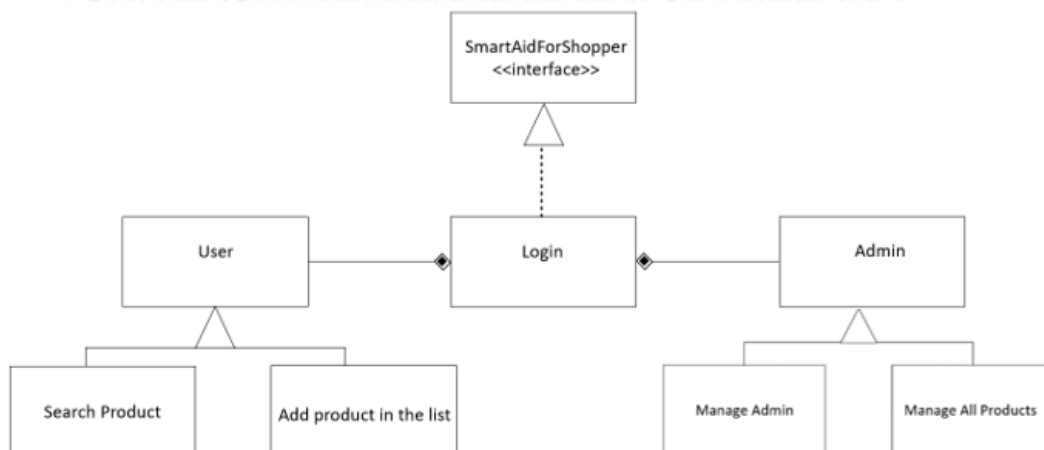 SmartAidForShopper
<<interface>>
User
Login
Admin
Search Product
Add product in the list
Manage Admin
Manage All Products